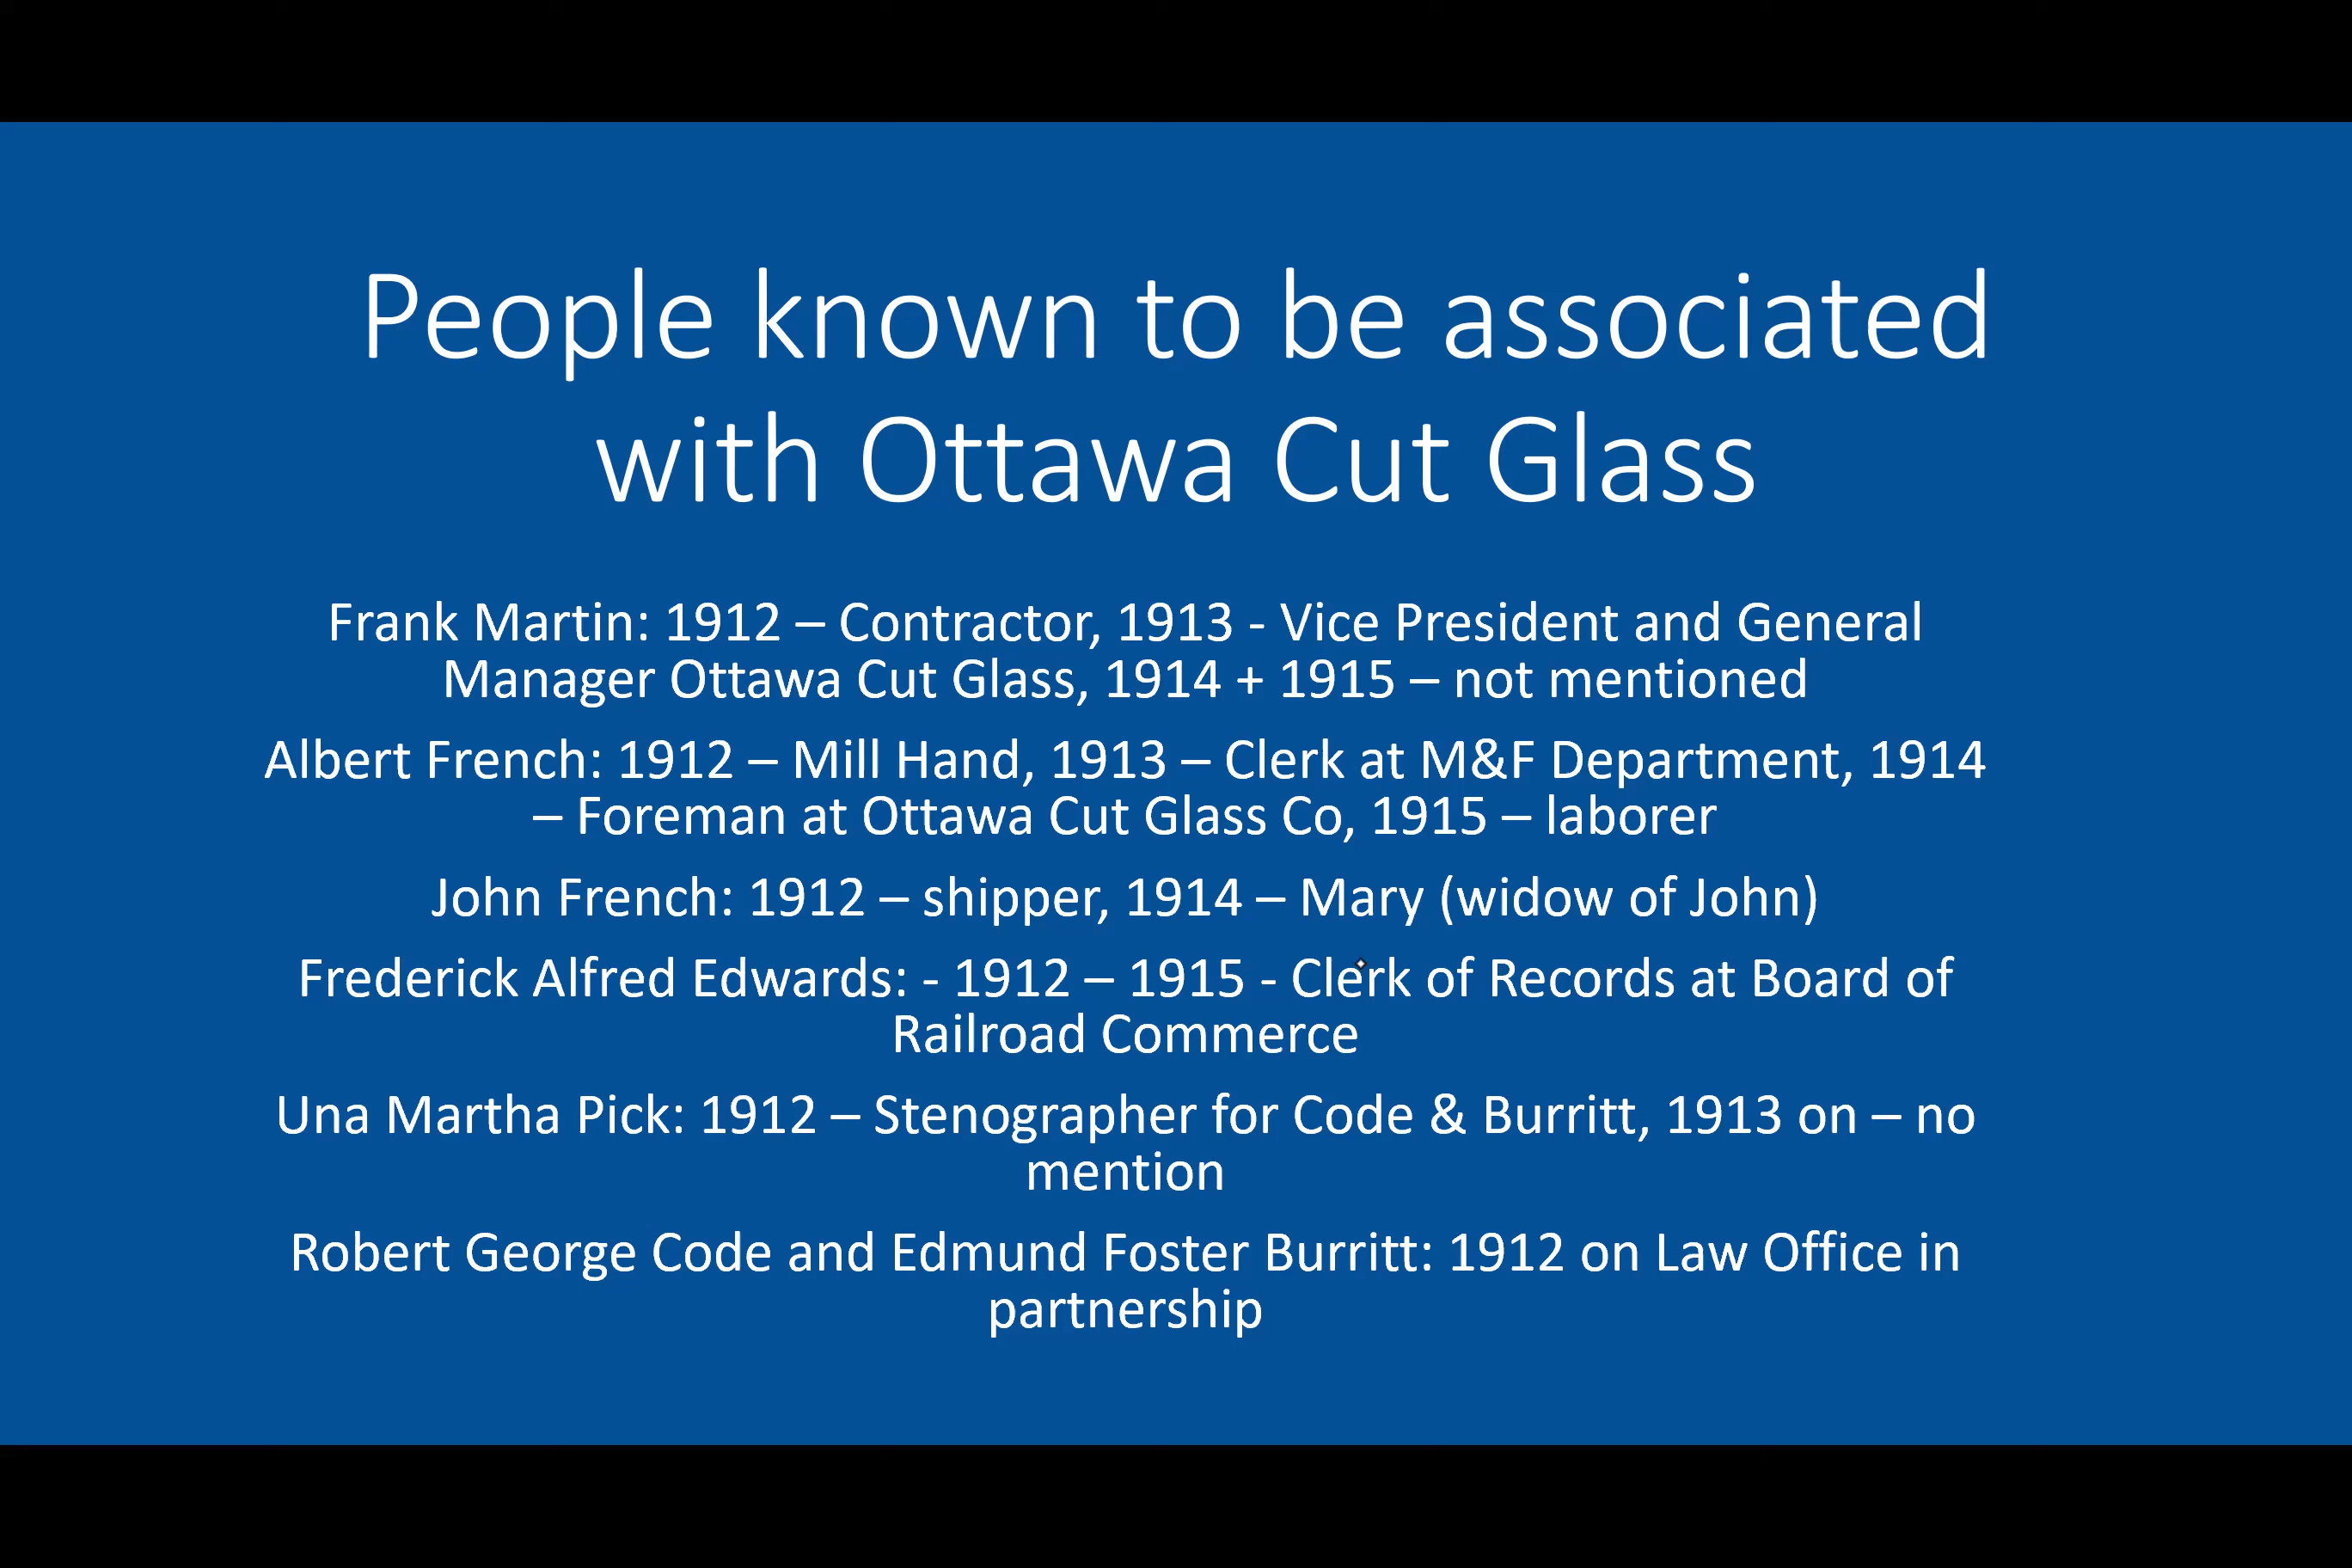 People known to be associated
with Ottawa Cut Glass
Frank Martin: 1912 – Contractor, 1913 - Vice President and General
Manager Ottawa Cut Glass, 1914 + 1915 – not mentioned
Albert French: 1912 – Mill Hand, 1913 – Clerk at M&F Department, 1914
– Foreman at Ottawa Cut Glass Co, 1915 – laborer
John French: 1912 – shipper, 1914 – Mary (widow of John)
Frederick Alfred Edwards: - 1912 – 1915 - Clerk of Records at Board of
Railroad Commerce
Una Martha Pick: 1912 – Stenographer for Code & Burritt, 1913 on – no
mention
Robert George Code and Edmund Foster Burritt: 1912 on Law Office in
partnership